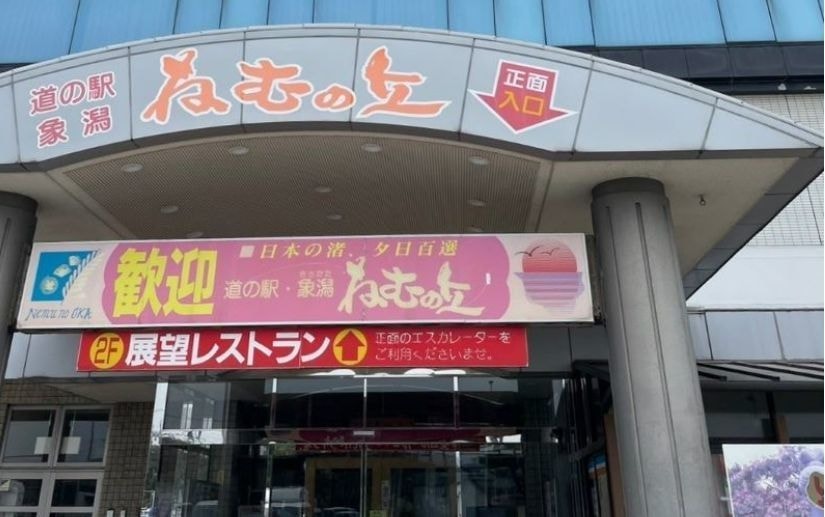 道の駅
象潟
ねむの丘
正面
入口
■日本の渚、夕日百選
歓迎
道の駅・象潟
きさかた
ねむの丘
Nemu no OKA
2F展望レストラン
正面のエスカレーターを
ご利用くださいませ。